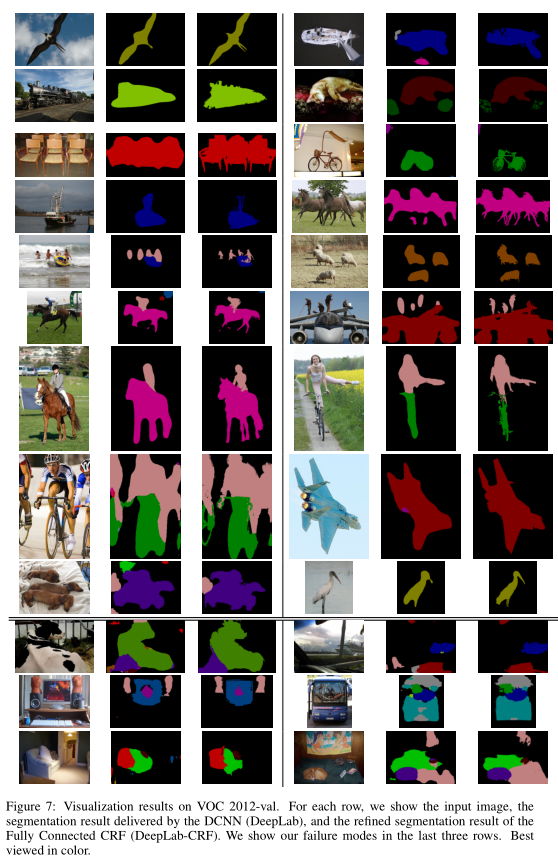 Figure 7: Visualization results on VOC 2012-val. For each row, we show the input image, the
segmentation result delivered by the DCNN (DeepLab), and the refined segmentation result of the
Fully Connected CRF (DeepLab-CRF). We show our failure modes in the last three rows. Best
viewed in color.